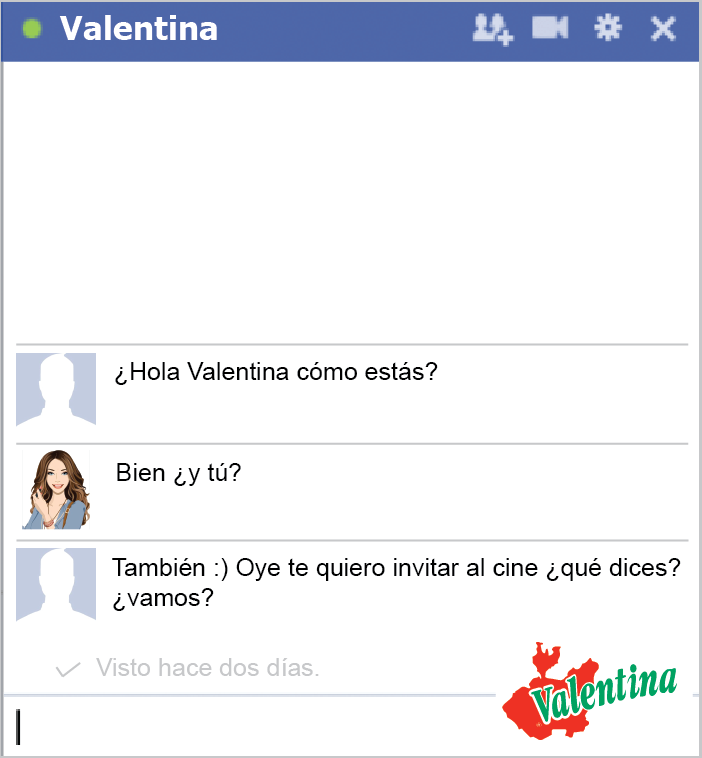 Valentina
¿Hola Valentina cómo estás?
Bien ¿y tú?
También :) Oye te quiero invitar al cine ¿qué dices?
¿vamos?
Visto hace dos días.
Valentina